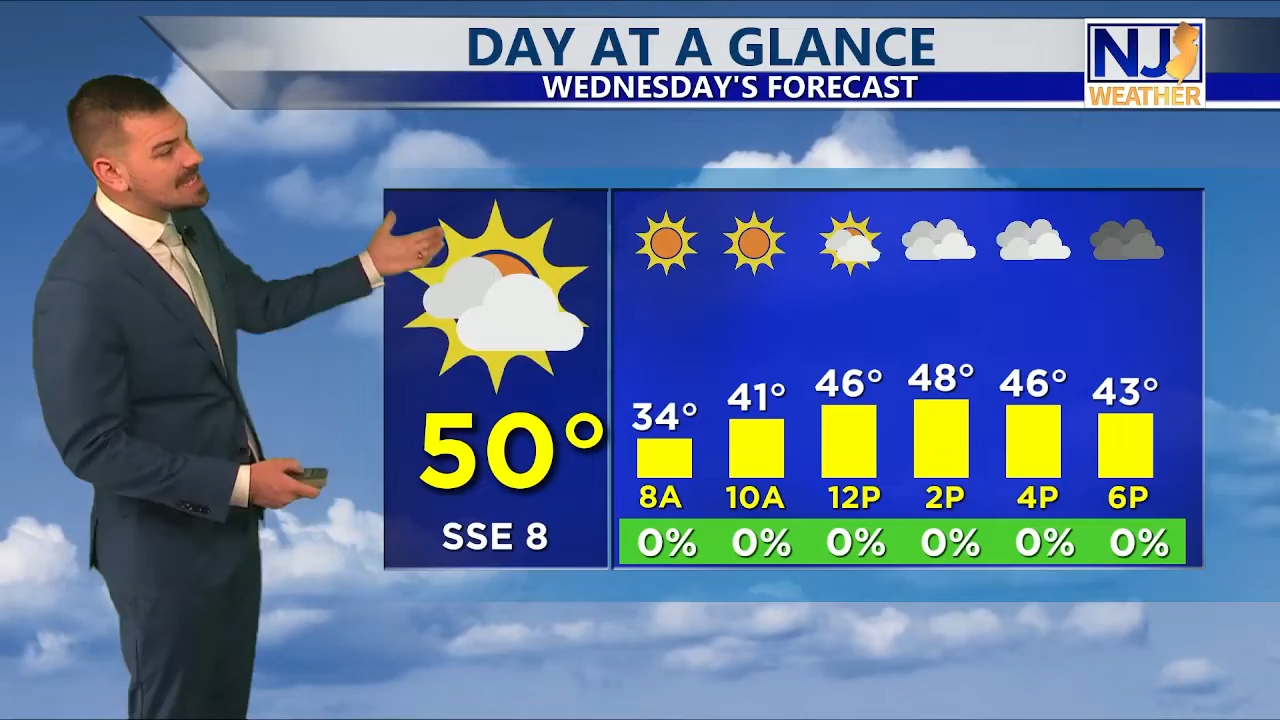 DAY AT A GLANCE
WEDNESDAY'S FORECAST
NJ
WEATHER
50°
SSE 8
34° 41° 46° 48° 46° 43°
8A 10A 12P 2P 4P 6P
0% 0% 0% 0% 0% 0%